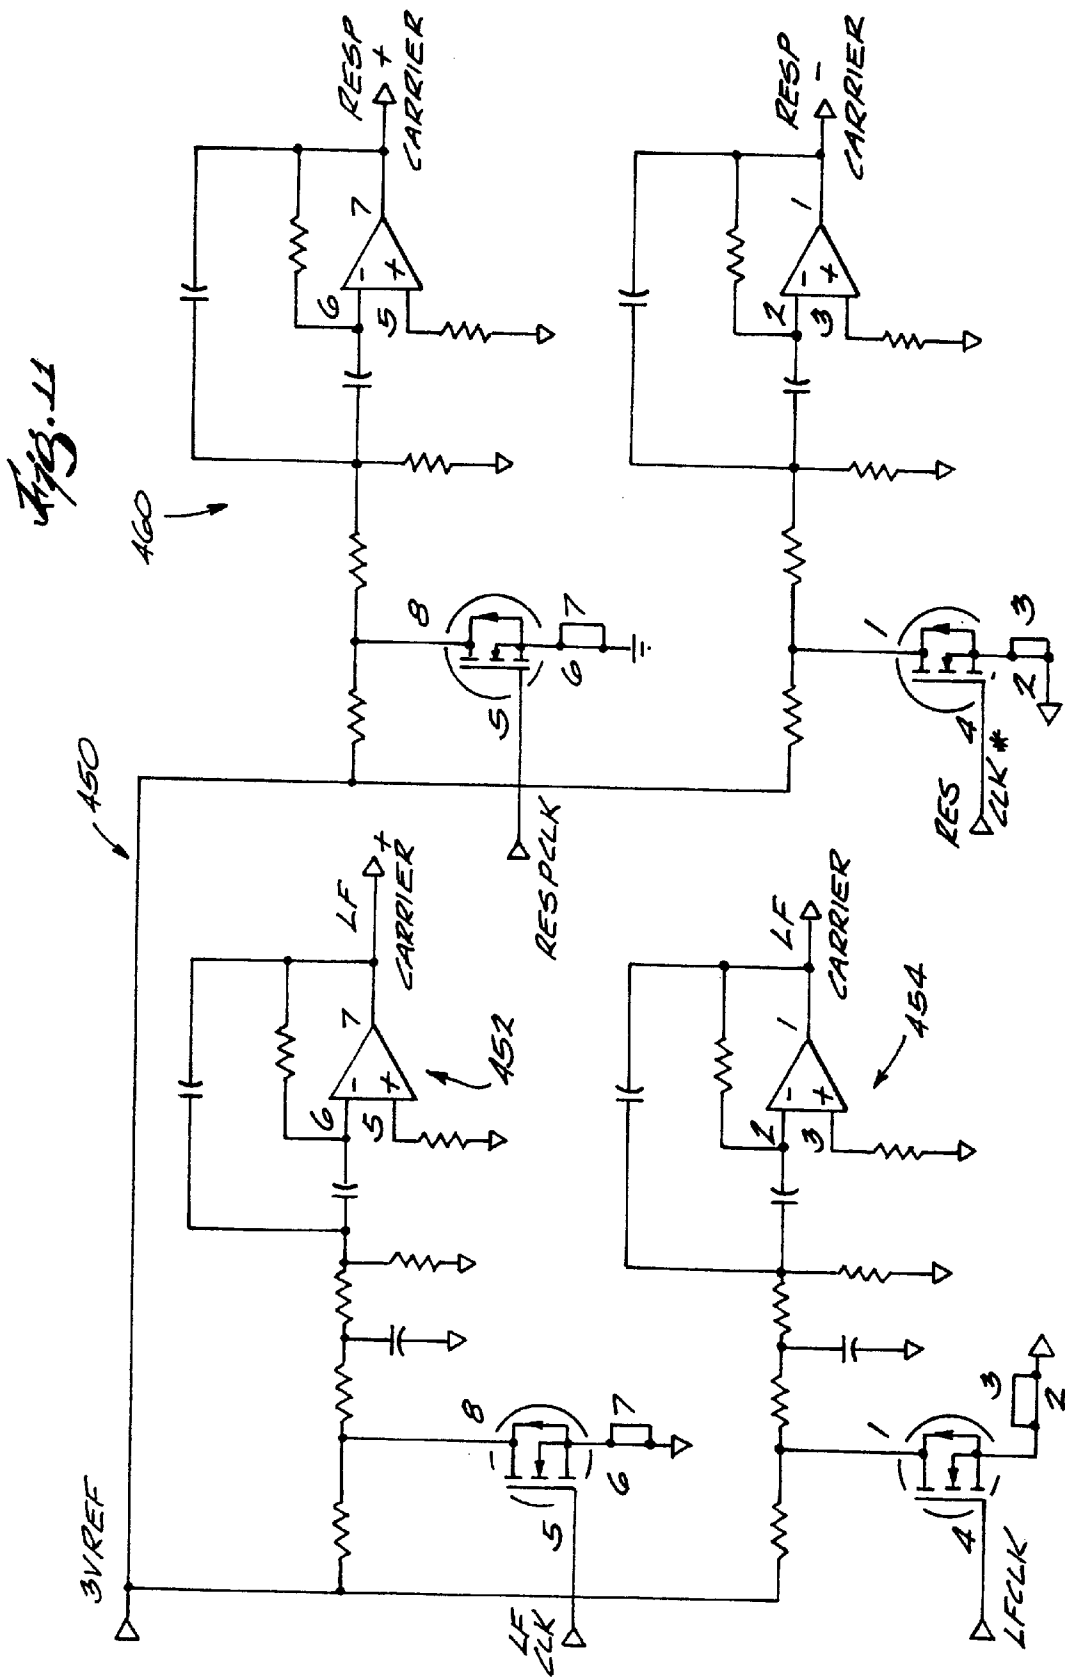 Fig. 11
450
460
3VREF
6
5
7
-
+
LF +
CARRIER
452
8
5
6
7
LF
CLK
2
3
1
-
+
LF
CARRIER
454
1
4
3
2
LFCLK
6
5
7
-
+
RESP +
CARRIER
8
5
6
7
RESPCLK
2
3
1
-
+
RESP -
CARRIER
1
4
2
3
RES
CLK*